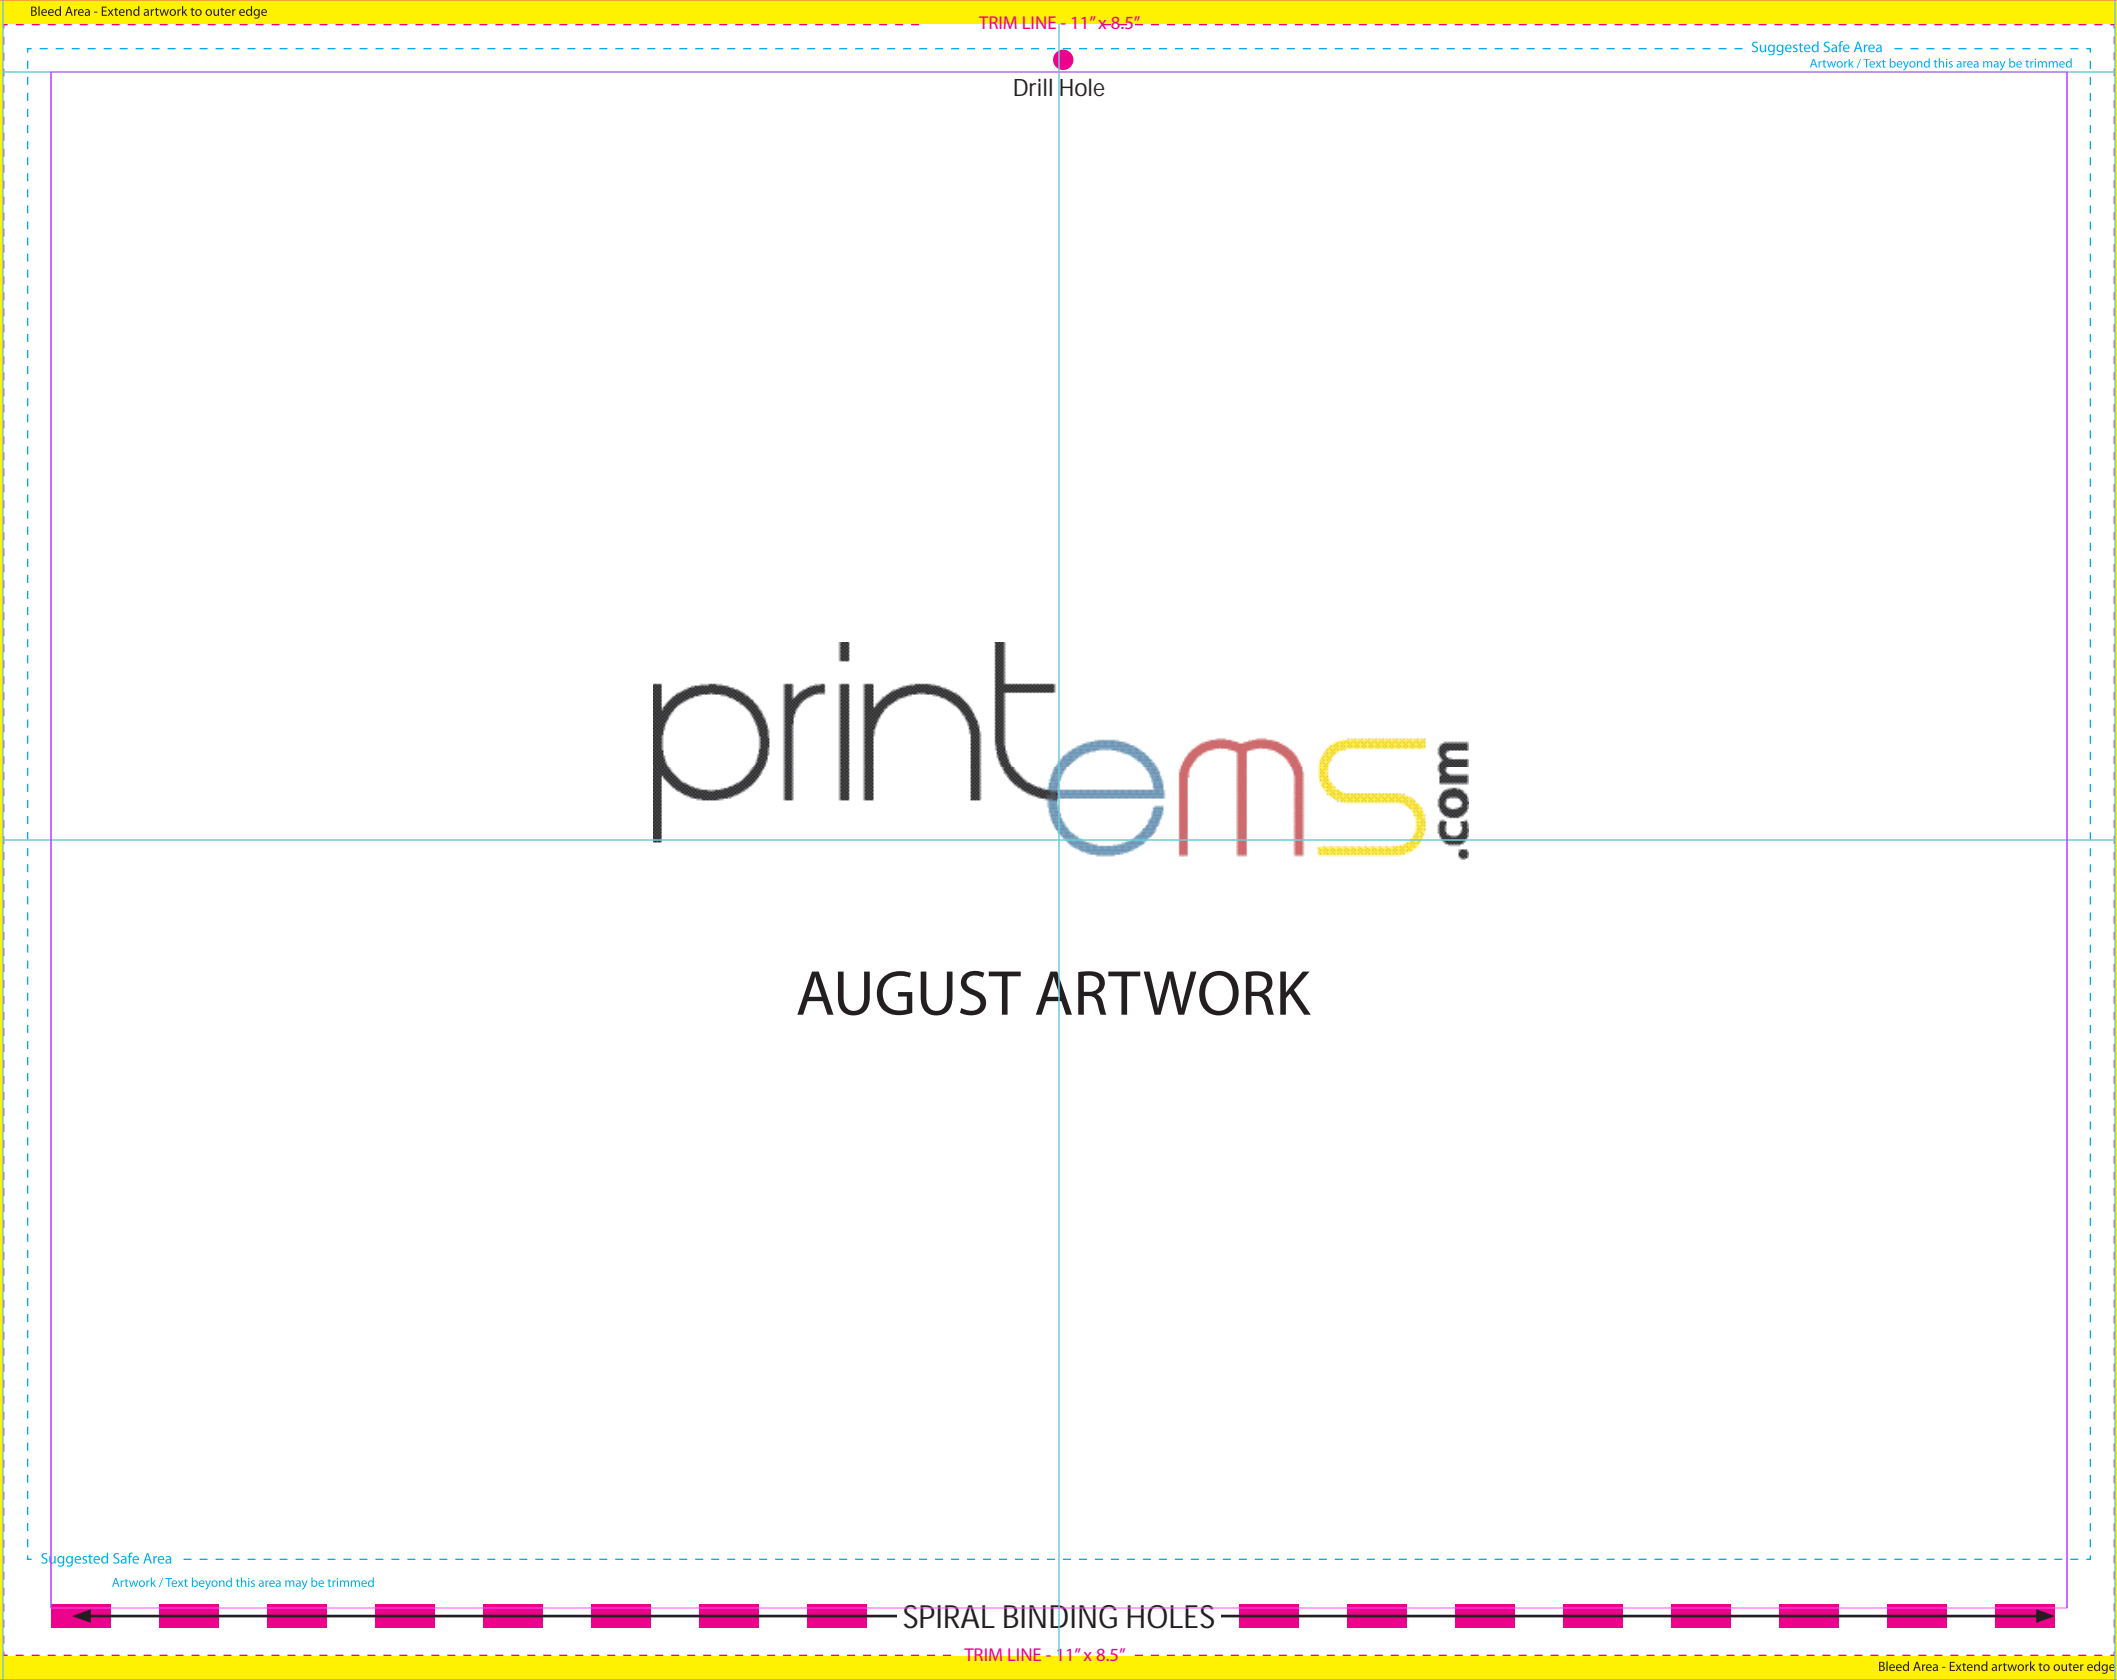 Bleed Area - Extend artwork to outer edge
TRIM LINE - 11” x 8.5”
Suggested Safe Area
Artwork / Text beyond this area may be trimmed
Drill Hole
printems.com
AUGUST ARTWORK
Suggested Safe Area
Artwork / Text beyond this area may be trimmed
SPIRAL BINDING HOLES
TRIM LINE - 11” x 8.5”
Bleed Area - Extend artwork to outer edge